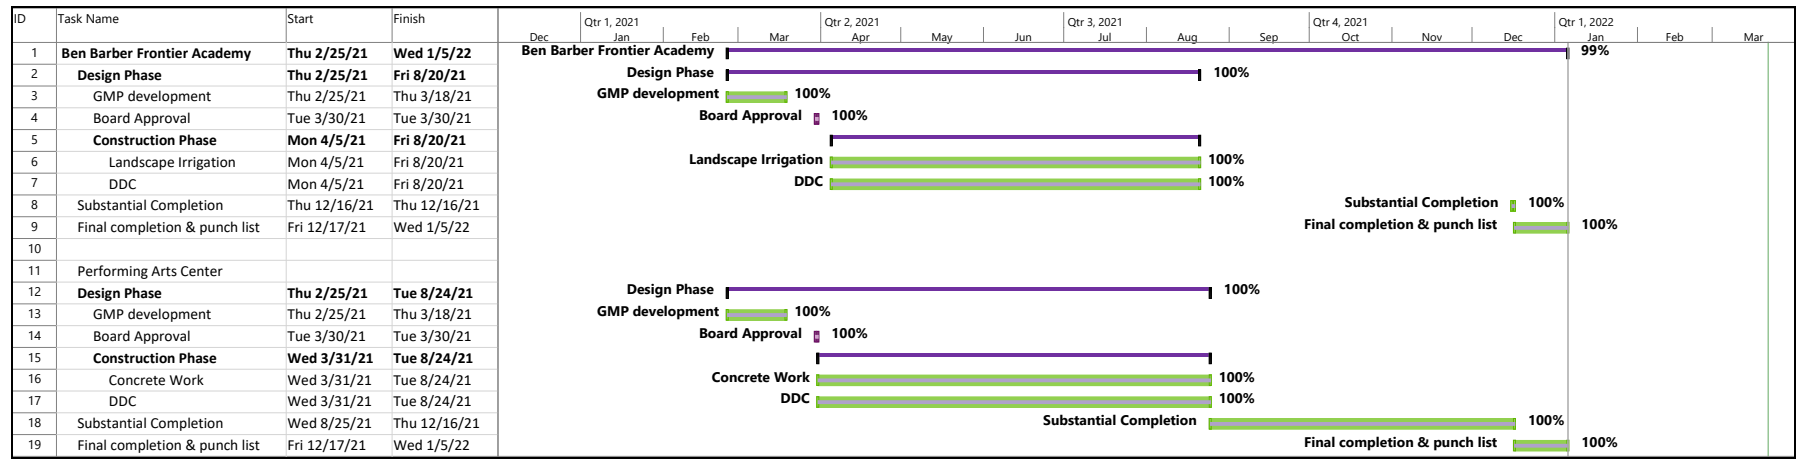 ID Task Name Start Finish Qtr 1, 2021 Qtr 2, 2021 Qtr 3, 2021 Qtr 4, 2021 Qtr 1, 2022
Dec Jan Feb Mar Apr May Jun Jul Aug Sep Oct Nov Dec Jan Feb Mar
1 Ben Barber Frontier Academy Thu 2/25/21 Wed 1/5/22 Ben Barber Frontier Academy 99%
2 Design Phase Thu 2/25/21 Fri 8/20/21 Design Phase 100%
3 GMP development Thu 2/25/21 Thu 3/18/21 GMP development 100%
4 Board Approval Tue 3/30/21 Tue 3/30/21 Board Approval 100%
5 Construction Phase Mon 4/5/21 Fri 8/20/21
6 Landscape Irrigation Mon 4/5/21 Fri 8/20/21 Landscape Irrigation 100%
7 DDC Mon 4/5/21 Fri 8/20/21 DDC 100%
8 Substantial Completion Thu 12/16/21 Thu 12/16/21 Substantial Completion 100%
9 Final completion & punch list Fri 12/17/21 Wed 1/5/22 Final completion & punch list 100%
10
11 Performing Arts Center
12 Design Phase Thu 2/25/21 Tue 8/24/21 Design Phase 100%
13 GMP development Thu 2/25/21 Thu 3/18/21 GMP development 100%
14 Board Approval Tue 3/30/21 Tue 3/30/21 Board Approval 100%
15 Construction Phase Wed 3/31/21 Tue 8/24/21
16 Concrete Work Wed 3/31/21 Tue 8/24/21 Concrete Work 100%
17 DDC Wed 3/31/21 Tue 8/24/21 DDC 100%
18 Substantial Completion Wed 8/25/21 Thu 12/16/21 Substantial Completion 100%
19 Final completion & punch list Fri 12/17/21 Wed 1/5/22 Final completion & punch list 100%